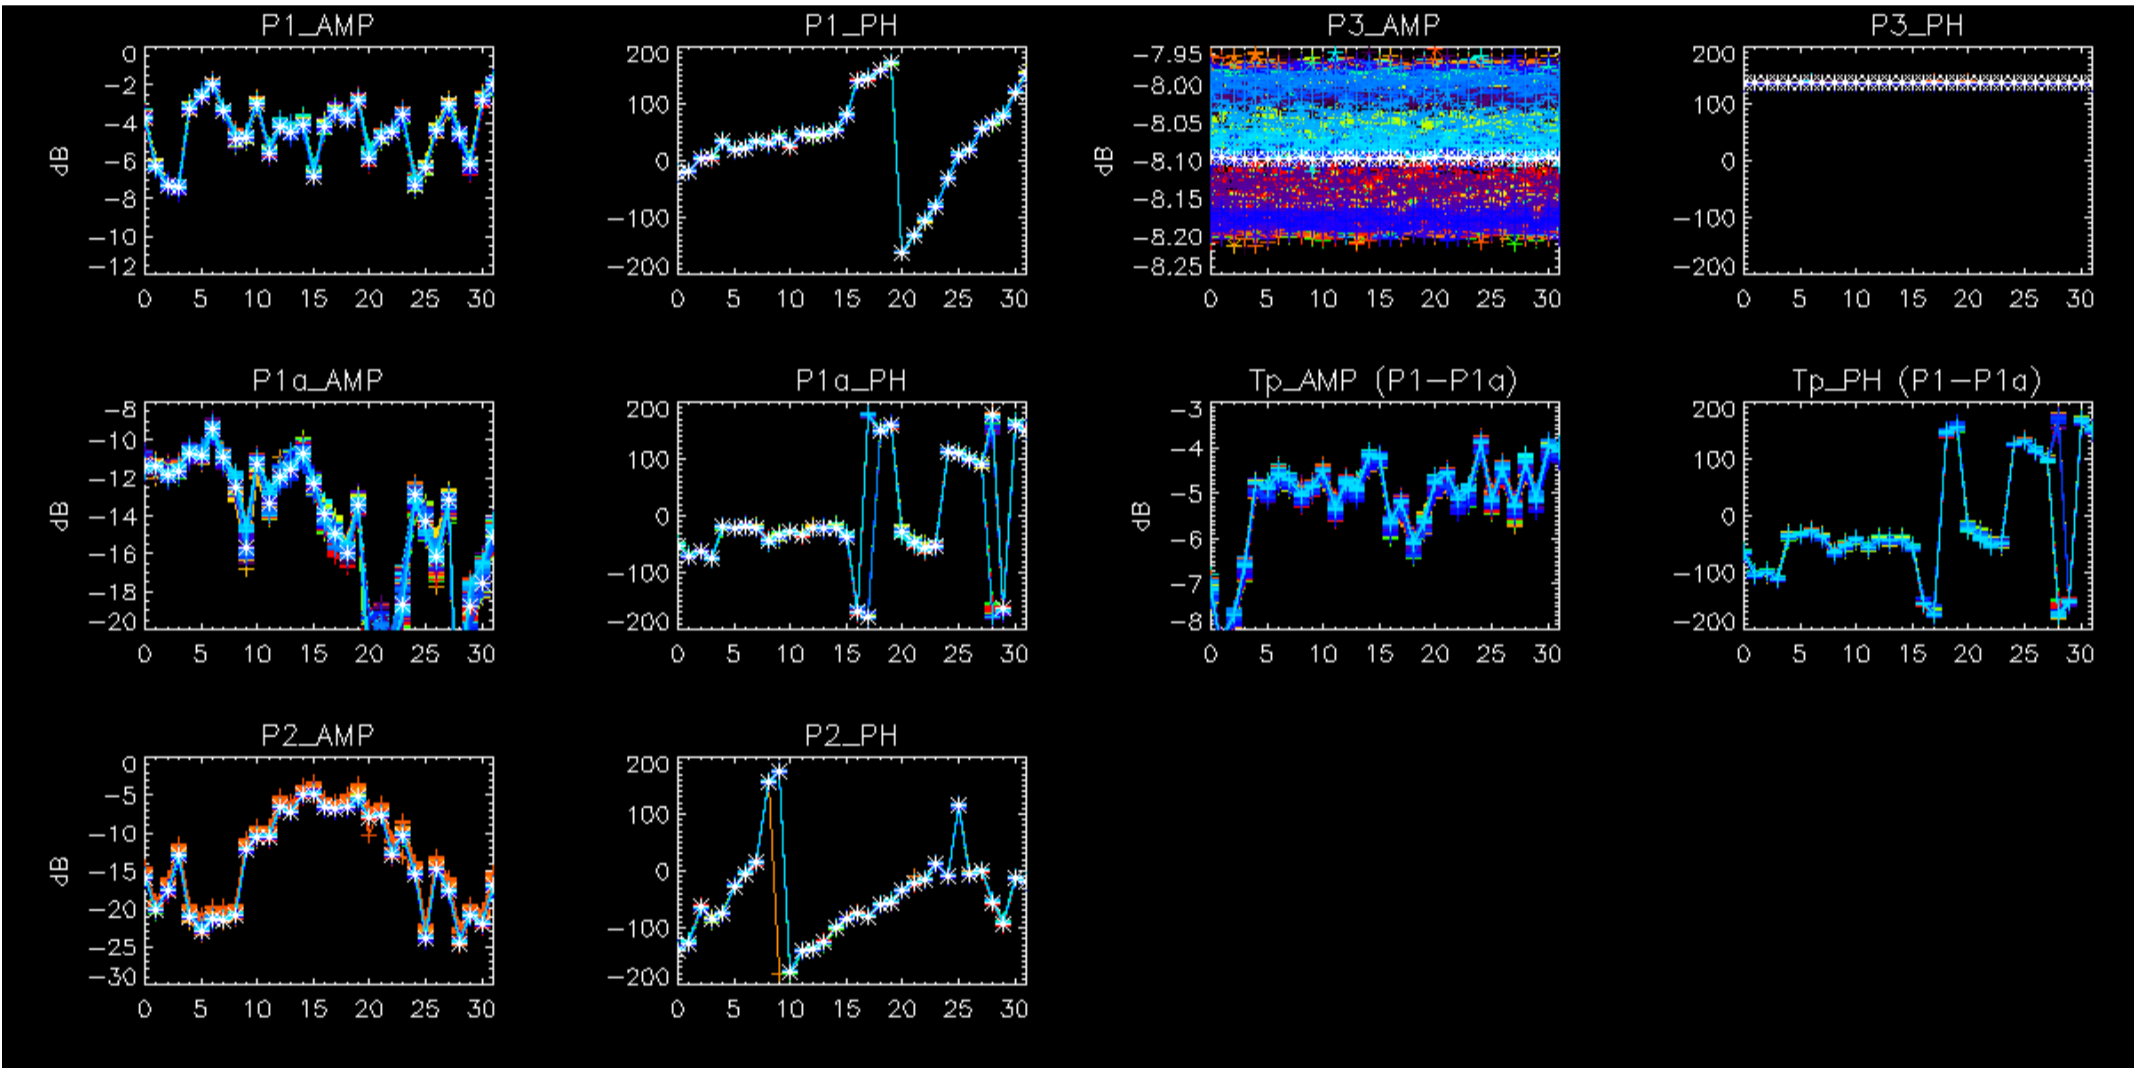 P1_AMP
P1_PH
P3_AMP
P3_PH
0
−2
−4
−6
−8
−10
−12
dB
0 5 10 15 20 25 30
200
100
0
−100
−200
0 5 10 15 20 25 30
−7.95
−8.00
−8.05
−8.10
−8.15
−8.20
−8.25
dB
0 5 10 15 20 25 30
200
100
0
−100
−200
0 5 10 15 20 25 30
P1a_AMP
P1a_PH
Tp_AMP (P1−P1a)
Tp_PH (P1−P1a)
−8
−10
−12
−14
−16
−18
−20
dB
0 5 10 15 20 25 30
200
100
0
−100
−200
0 5 10 15 20 25 30
−3
−4
−5
−6
−7
−8
dB
0 5 10 15 20 25 30
200
100
0
−100
−200
0 5 10 15 20 25 30
P2_AMP
P2_PH
0
−5
−10
−15
−20
−25
−30
dB
0 5 10 15 20 25 30
200
100
0
−100
−200
0 5 10 15 20 25 30